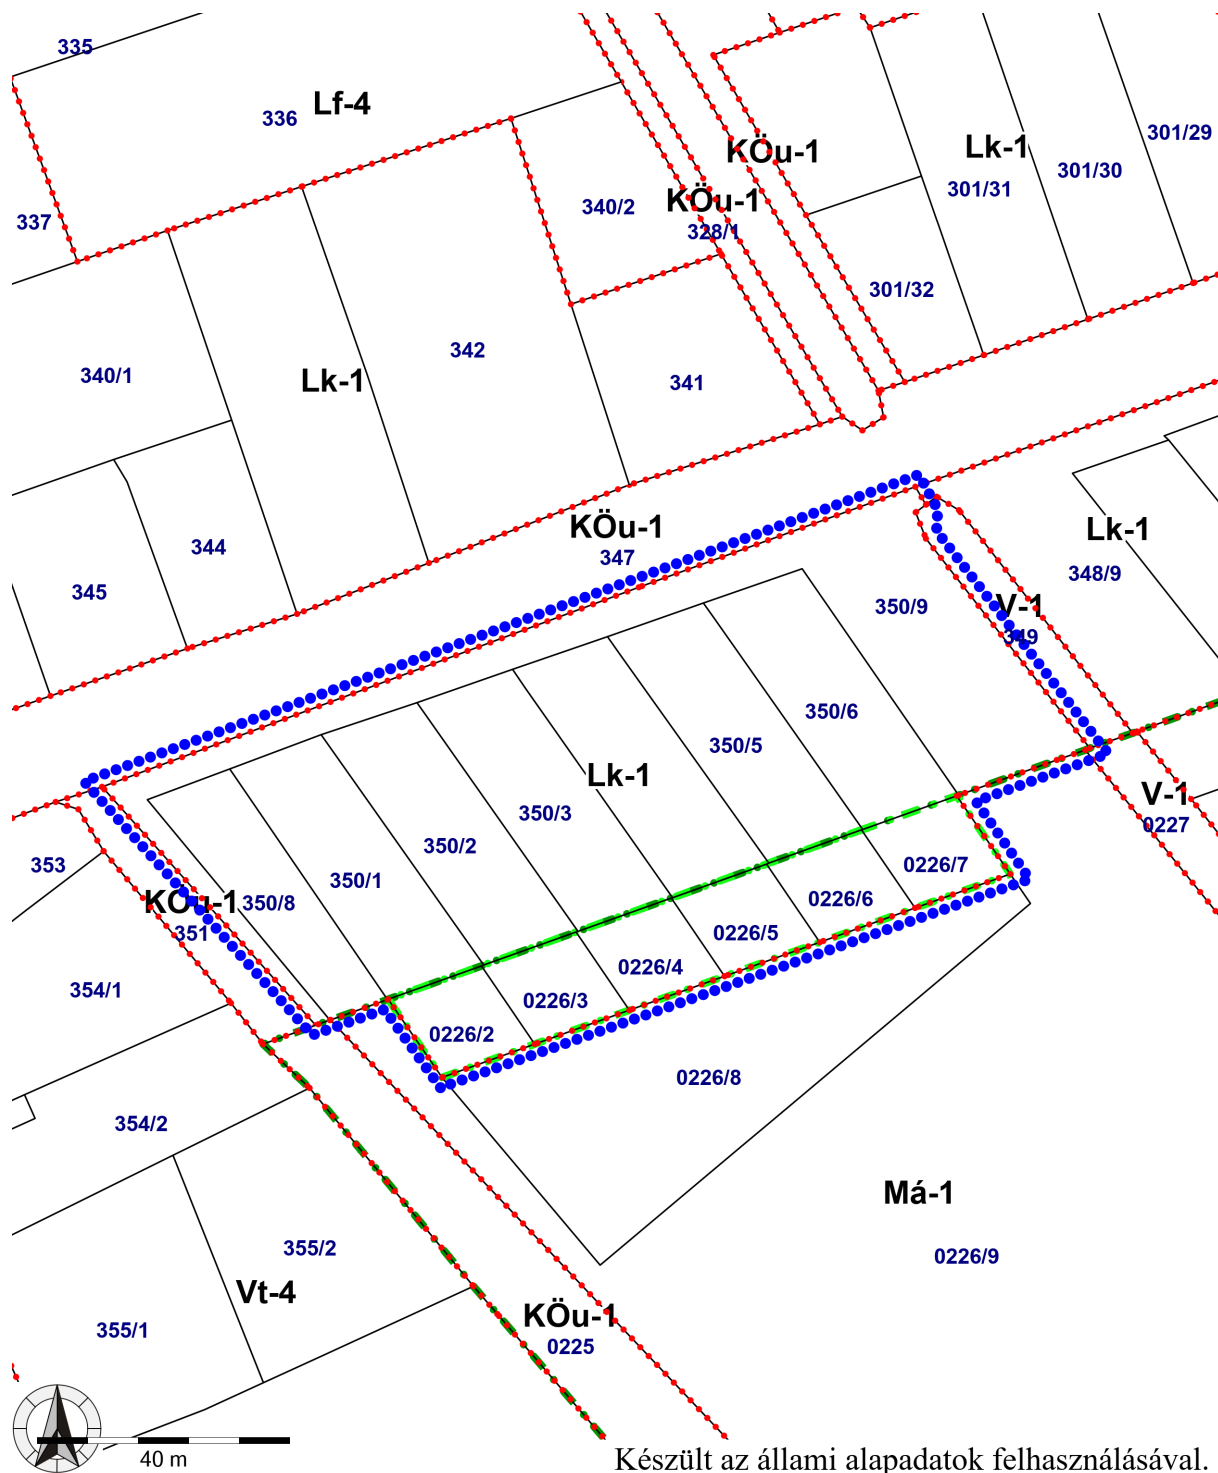 335
Lf-4
336
301/29
KÖu-1
Lk-1
301/30
301/31
KÖu-1
340/2
337
328/1
301/32
342
340/1
Lk-1
341
KÖu-1
Lk-1
344
347
348/9
345
V-1
350/9
349
350/6
350/5
Lk-1
V-1
350/3
0227
350/2
353
0226/7
350/1
0226/6
KÖu-1
350/8
351
0226/5
0226/4
354/1
0226/3
0226/2
0226/8
354/2
Má-1
355/2
0226/9
Vt-4
KÖu-1
355/1
0225
40 m
Készült az állami alapadatok felhasználásával.